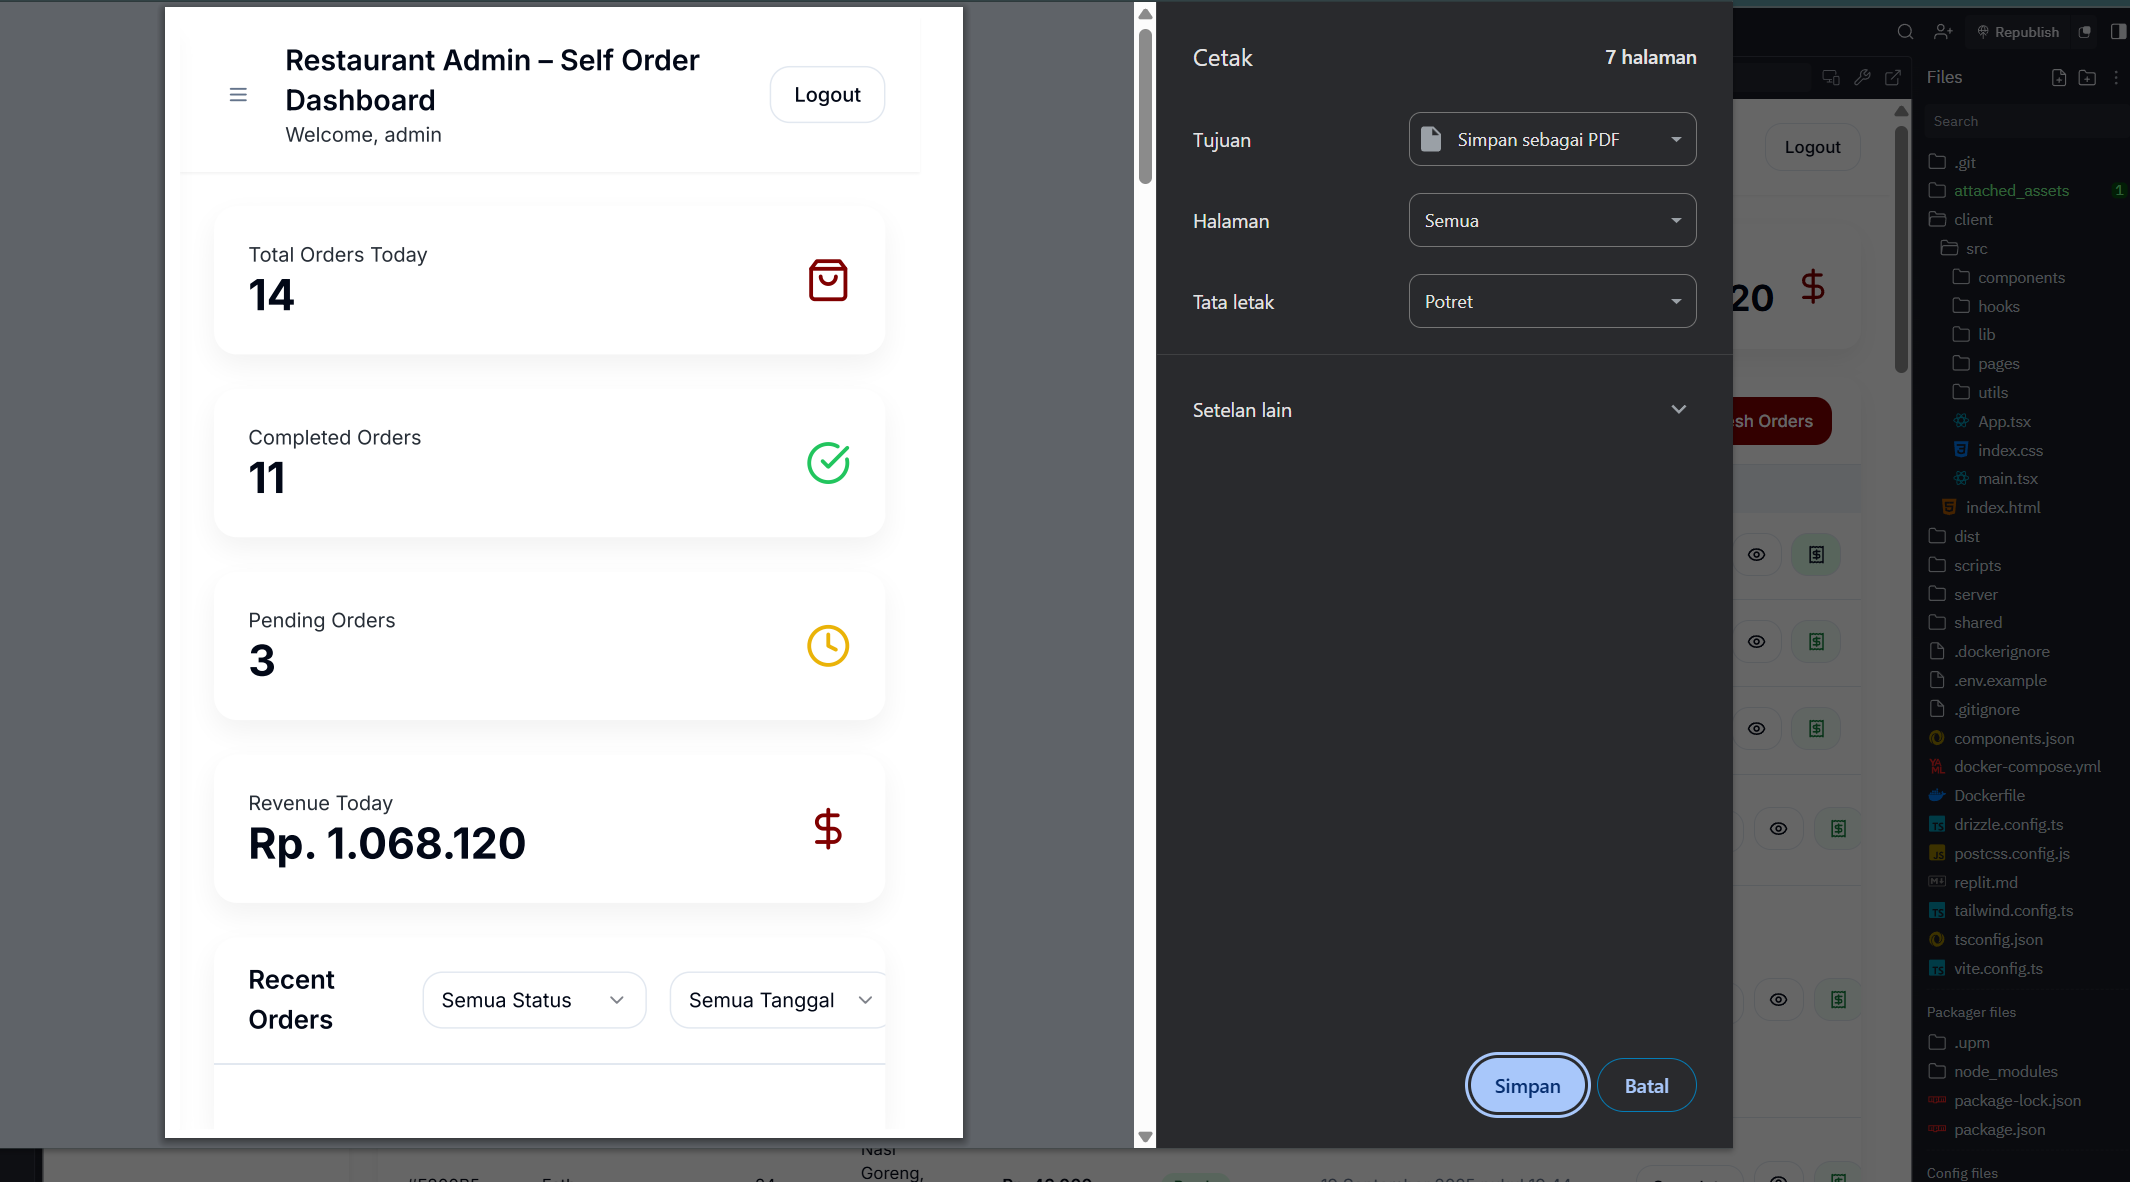 Restaurant Admin – Self Order
Dashboard
Welcome, admin
Logout
Total Orders Today
14
Completed Orders
11
Pending Orders
3
Revenue Today
Rp. 1.068.120
Recent
Orders
Semua Status
Semua Tanggal
Cetak
7 halaman
Tujuan
Simpan sebagai PDF
Halaman
Semua
Tata letak
Potret
Setelan lain
Simpan
Batal
Republish
Logout
20
sh Orders
Nasi
Goreng,
Files
Search
.git
attached_assets
1
client
src
components
hooks
lib
pages
utils
App.tsx
index.css
main.tsx
index.html
dist
scripts
server
shared
.dockerignore
.env.example
.gitignore
components.json
docker-compose.yml
Dockerfile
drizzle.config.ts
postcss.config.js
replit.md
tailwind.config.ts
tsconfig.json
vite.config.ts
Packager files
.upm
node_modules
package-lock.json
package.json
Config files